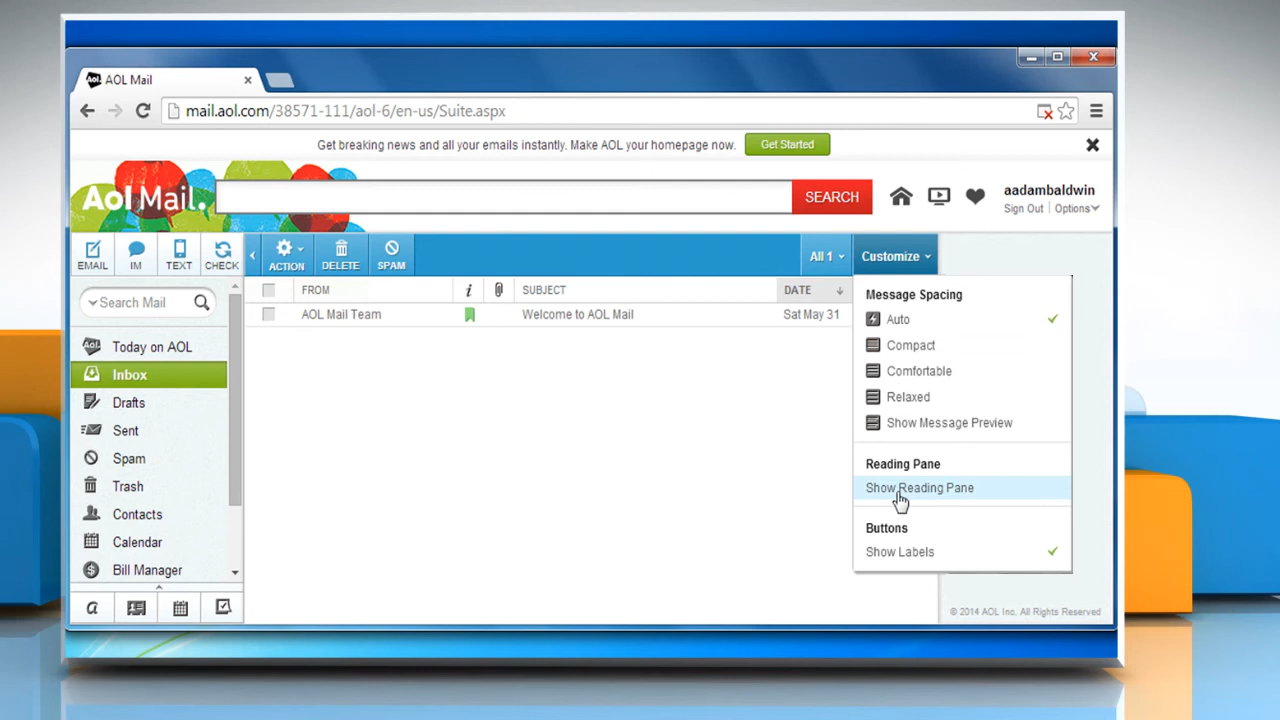 AOL Mail
mail.aol.com/38571-111/aol-6/en-us/Suite.aspx
Get breaking news and all your emails instantly. Make AOL your homepage now. Get Started
Aol Mail. SEARCH aadambaldwin
Sign Out | Options
EMAIL IM TEXT CHECK ACTION DELETE SPAM All 1 Customize
Search Mail
FROM i SUBJECT DATE
AOL Mail Team Welcome to AOL Mail Sat May 31
Today on AOL
Inbox
Drafts
Sent
Spam
Trash
Contacts
Calendar
Bill Manager
Message Spacing
Auto
Compact
Comfortable
Relaxed
Show Message Preview
Reading Pane
Show Reading Pane
Buttons
Show Labels
© 2014 AOL Inc. All Rights Reserved